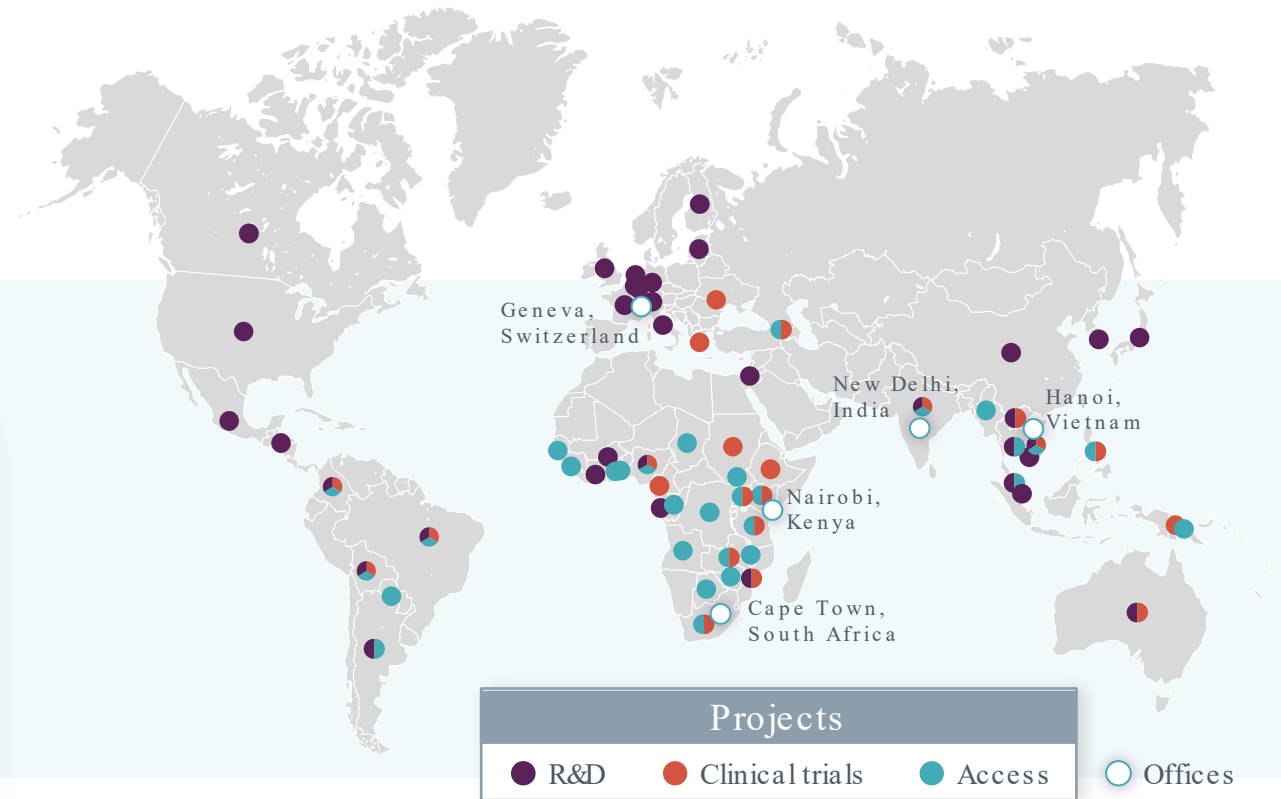 Geneva,
Switzerland
New Delhi,
India
Hanoi,
Vietnam
Nairobi,
Kenya
Cape Town,
South Africa
Projects
R&D
Clinical trials
Access
Offices